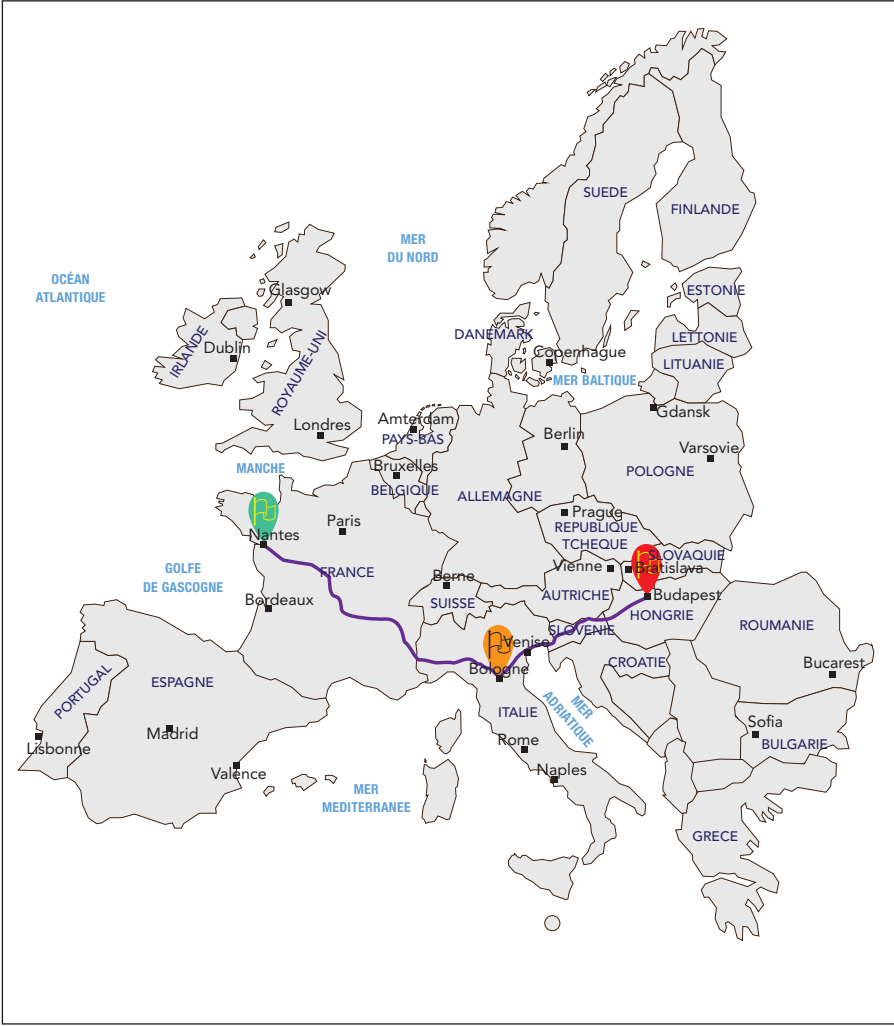 SUEDE
FINLANDE
MER
DU NORD
OCÉAN
ATLANTIQUE
Glasgow
ESTONIE
DANEMARK
LETTONIE
IRLANDE
Dublin
ROYAUME-UNI
Copenhague
LITUANIE
MER BALTIQUE
Gdansk
Amterdam
Londres
PAYS-BAS
Berlin
Varsovie
MANCHE
Bruxelles
BELGIQUE
POLOGNE
ALLEMAGNE
Paris
Prague
REPUBLIQUE
TCHEQUE
Nantes
SLOVAQUIE
GOLFE
DE GASCOGNE
FRANCE
Berne
Vienne
Bratislava
Bordeaux
SUISSE
AUTRICHE
Budapest
HONGRIE
SLOVENIE
ROUMANIE
Venise
Bologne
CROATIE
Bucarest
PORTUGAL
ESPAGNE
MER
ADRIATIQUE
ITALIE
Madrid
Lisbonne
Rome
Sofia
BULGARIE
Valence
Naples
MER
MEDITERRANEE
GRECE